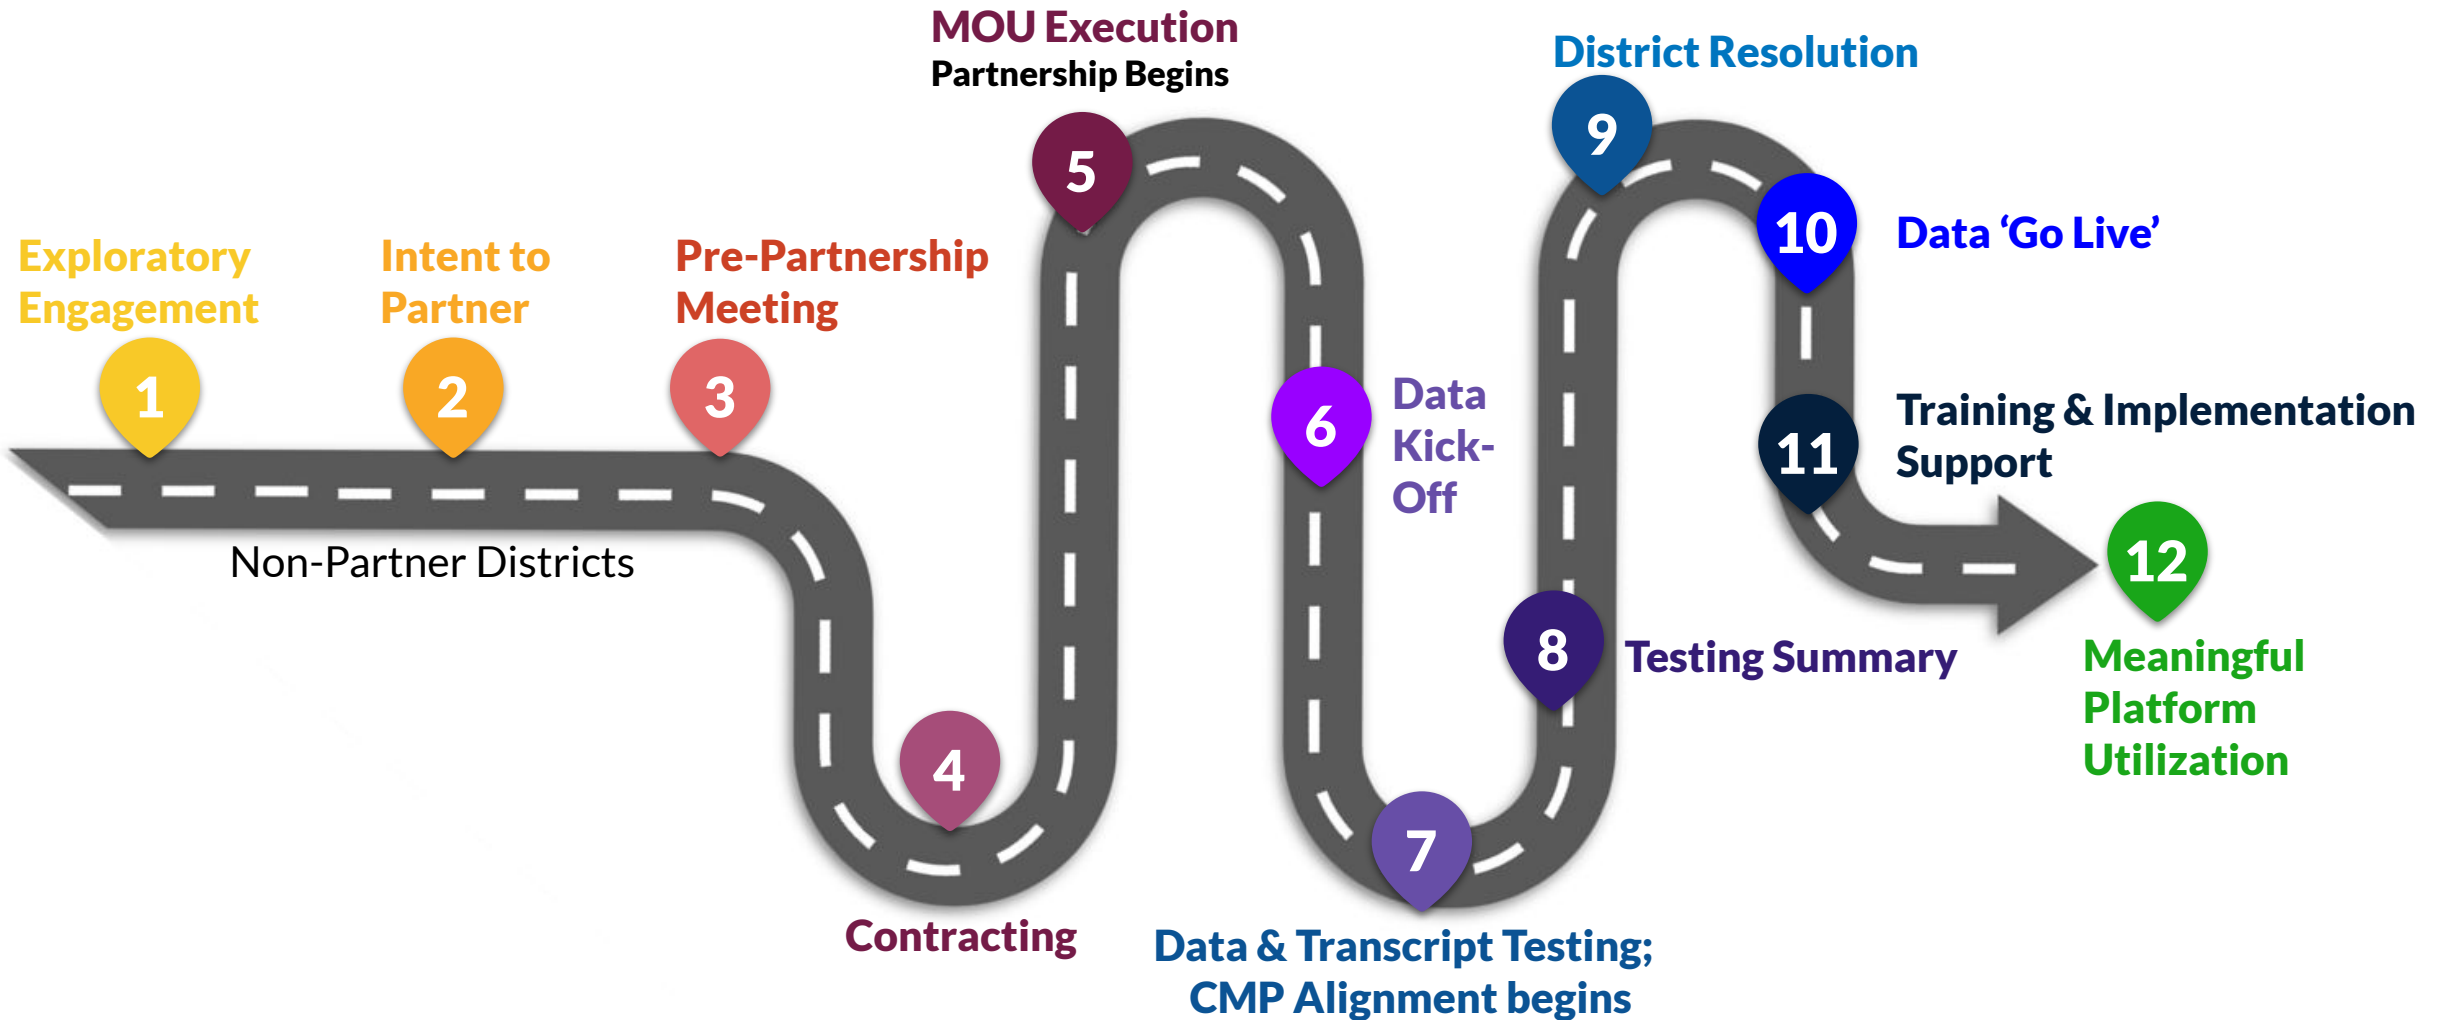 Exploratory
Engagement
1
Intent to
Partner
2
Pre-Partnership
Meeting
3
Non-Partner Districts
4
Contracting
MOU Execution
Partnership Begins
5
6
Data
Kick-
Off
7
Data & Transcript Testing;
CMP Alignment begins
8
Testing Summary
District Resolution
9
10
Data ‘Go Live’
11
Training & Implementation
Support
12
Meaningful
Platform
Utilization